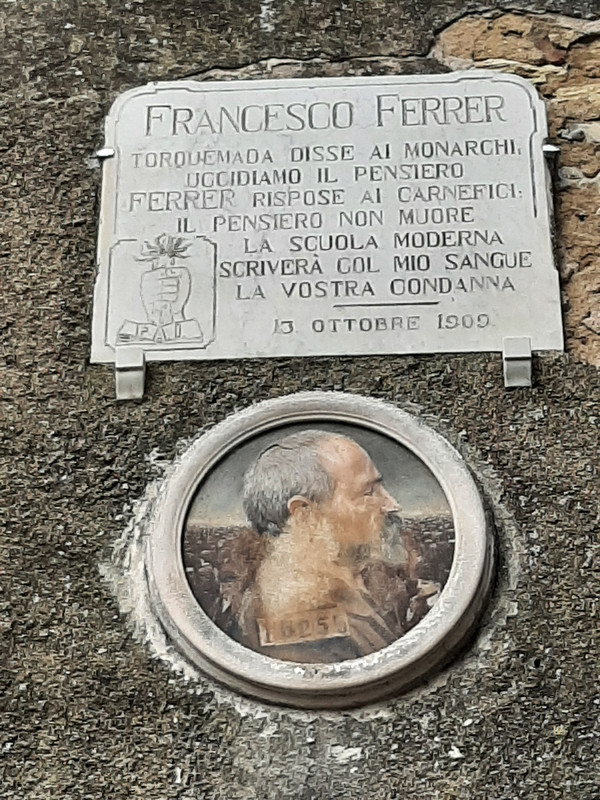 FRANCESCO FERRER
TORQUEMADA DISSE AI MONARCHI:
UCCIDIAMO IL PENSIERO
FERRER RISPOSE AI CARNEFICI:
IL PENSIERO NON MUORE
LA SCUOLA MODERNA
SCRIVERÀ COL MIO SANGUE
LA VOSTRA CONDANNA
13 OTTOBRE 1909